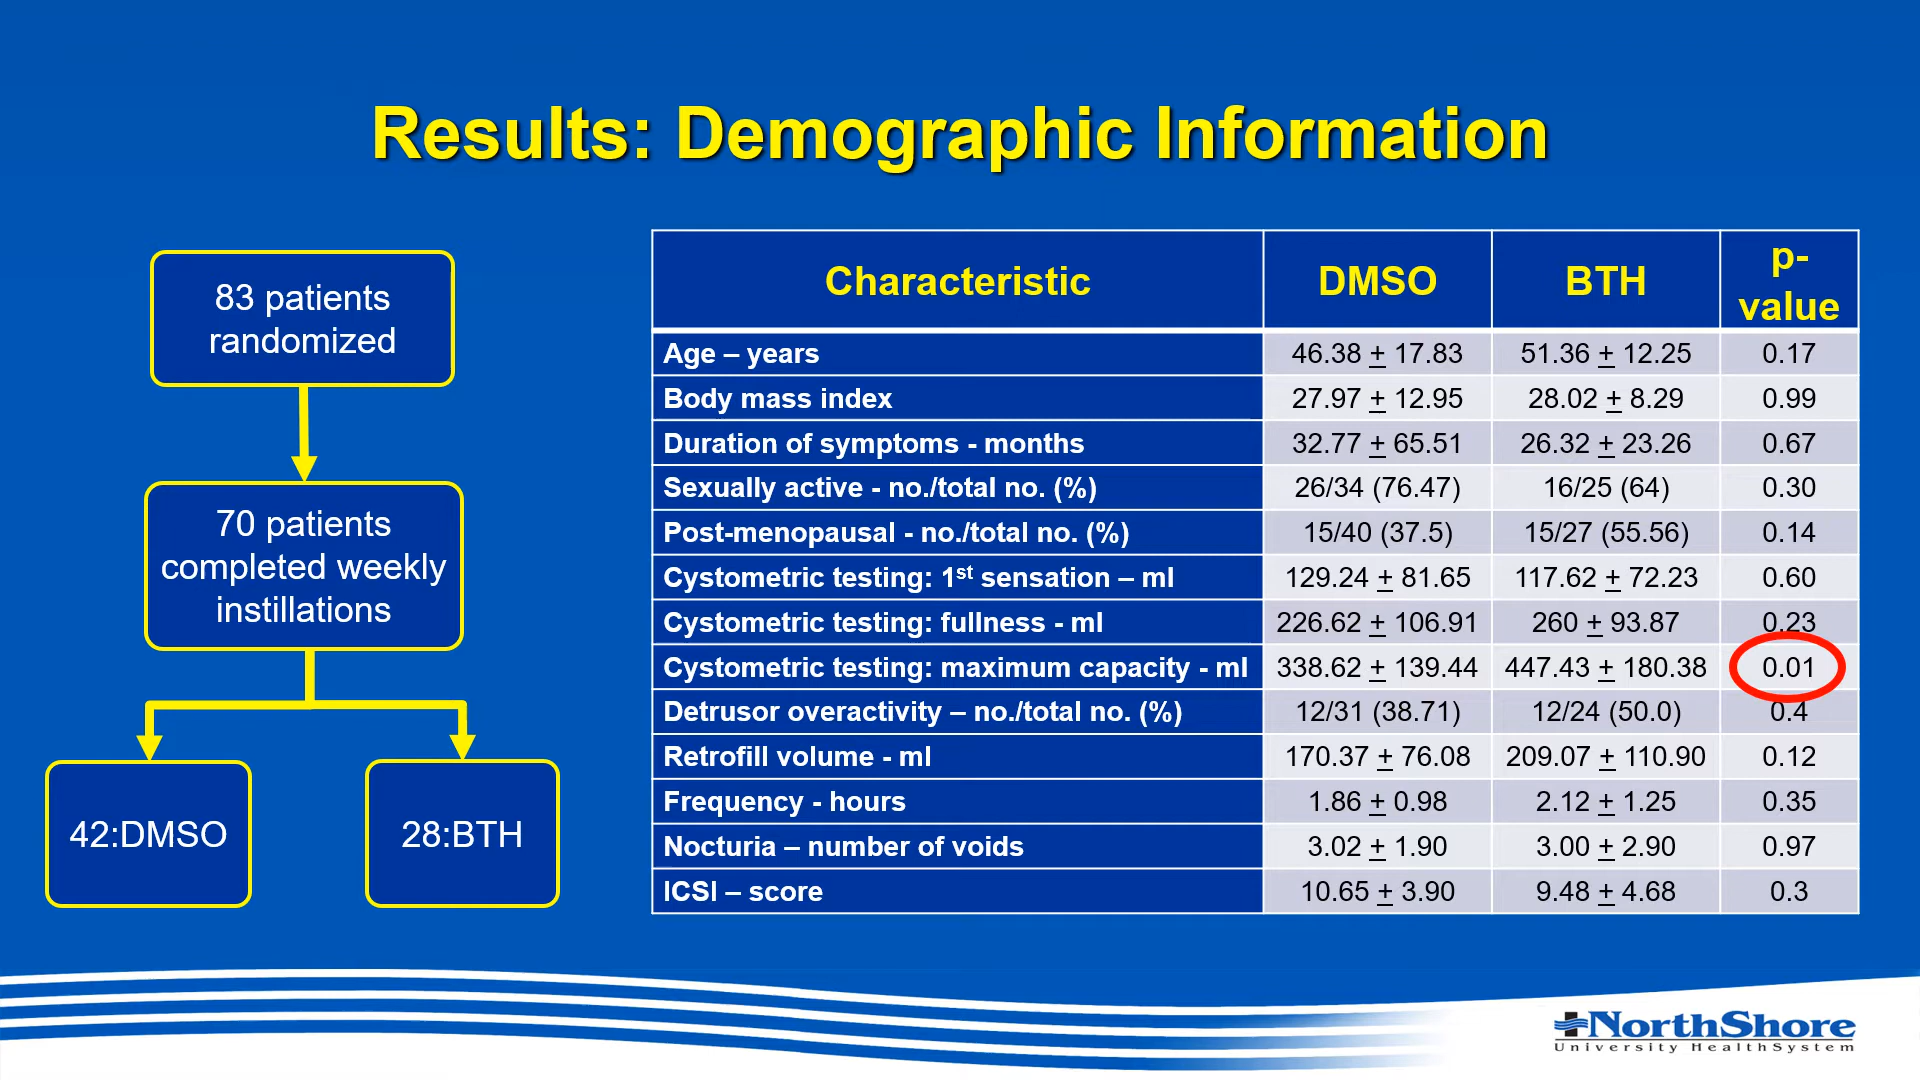 Results: Demographic Information
83 patients
randomized
70 patients
completed weekly
instillations
42:DMSO
28:BTH
Characteristic DMSO BTH p-
value
Age – years 46.38 ± 17.83 51.36 ± 12.25 0.17
Body mass index 27.97 ± 12.95 28.02 ± 8.29 0.99
Duration of symptoms - months 32.77 ± 65.51 26.32 ± 23.26 0.67
Sexually active - no./total no. (%) 26/34 (76.47) 16/25 (64) 0.30
Post-menopausal - no./total no. (%) 15/40 (37.5) 15/27 (55.56) 0.14
Cystometric testing: 1st sensation – ml 129.24 ± 81.65 117.62 ± 72.23 0.60
Cystometric testing: fullness - ml 226.62 ± 106.91 260 ± 93.87 0.23
Cystometric testing: maximum capacity - ml 338.62 ± 139.44 447.43 ± 180.38 0.01
Detrusor overactivity – no./total no. (%) 12/31 (38.71) 12/24 (50.0) 0.4
Retrofill volume - ml 170.37 ± 76.08 209.07 ± 110.90 0.12
Frequency - hours 1.86 ± 0.98 2.12 ± 1.25 0.35
Nocturia – number of voids 3.02 ± 1.90 3.00 ± 2.90 0.97
ICSI – score 10.65 ± 3.90 9.48 ± 4.68 0.3
NorthShore
University HealthSystem